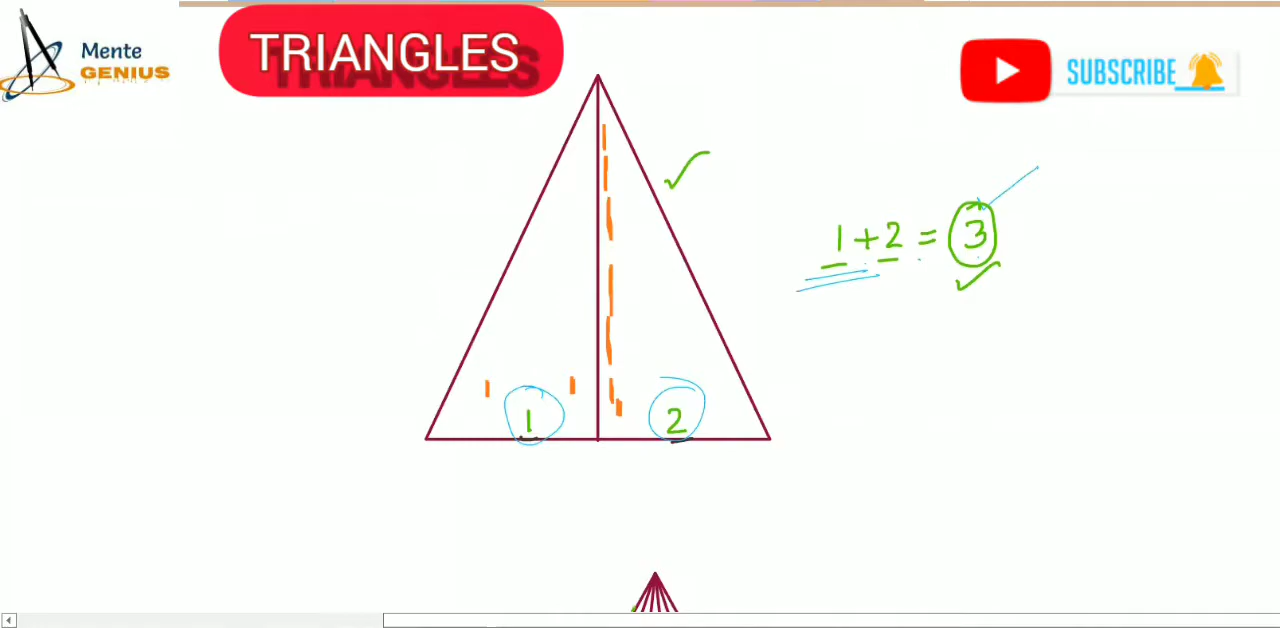 Mente
GENIUS
TRIANGLES
SUBSCRIBE
1 + 2 = 3
1
2